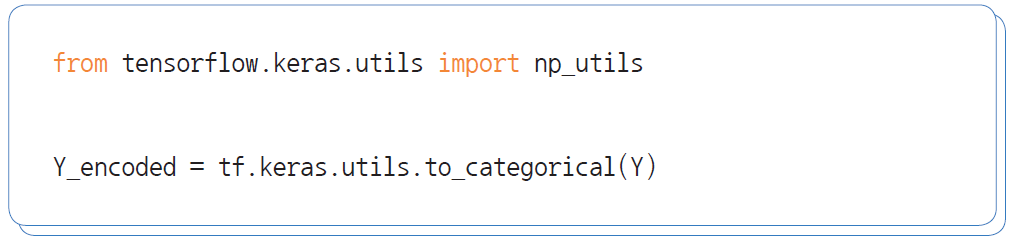 from tensorflow.keras.utils import np_utils
Y_encoded = tf.keras.utils.to_categorical(Y)